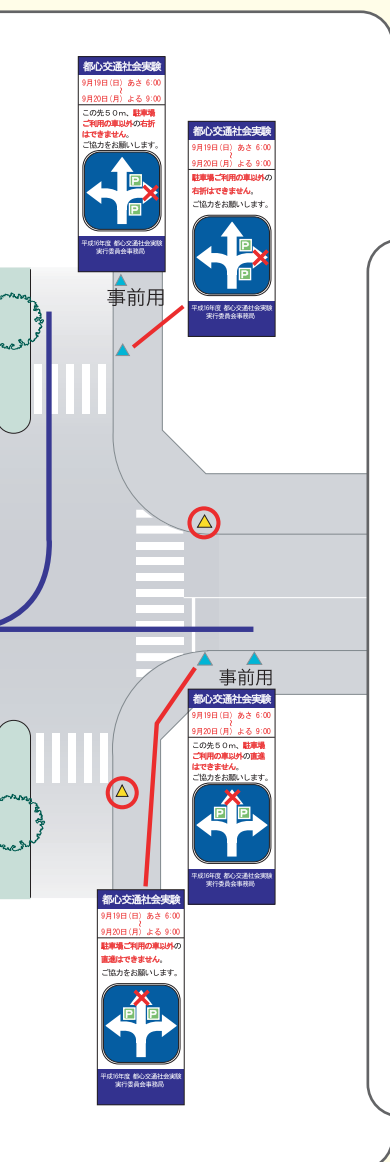 都心交通社会実験
9月19日(日) あさ 6:00
～
9月20日(月) よる 9:00
この先50m、駐車場
ご利用の車以外の右折
はできません。
ご協力をお願いします。
P
P
平成16年度 都心交通社会実験
実行委員会事務局
事前用
都心交通社会実験
9月19日(日) あさ 6:00
～
9月20日(月) よる 9:00
駐車場ご利用の車以外の
右折はできません。
ご協力をお願いします。
P
P
平成16年度 都心交通社会実験
実行委員会事務局
事前用
都心交通社会実験
9月19日(日) あさ 6:00
～
9月20日(月) よる 9:00
この先50m、駐車場
ご利用の車以外の直進
はできません。
ご協力をお願いします。
P P
平成16年度 都心交通社会実験
実行委員会事務局
都心交通社会実験
9月19日(日) あさ 6:00
～
9月20日(月) よる 9:00
駐車場ご利用の車以外の
直進はできません。
ご協力をお願いします。
P P
平成16年度 都心交通社会実験
実行委員会事務局